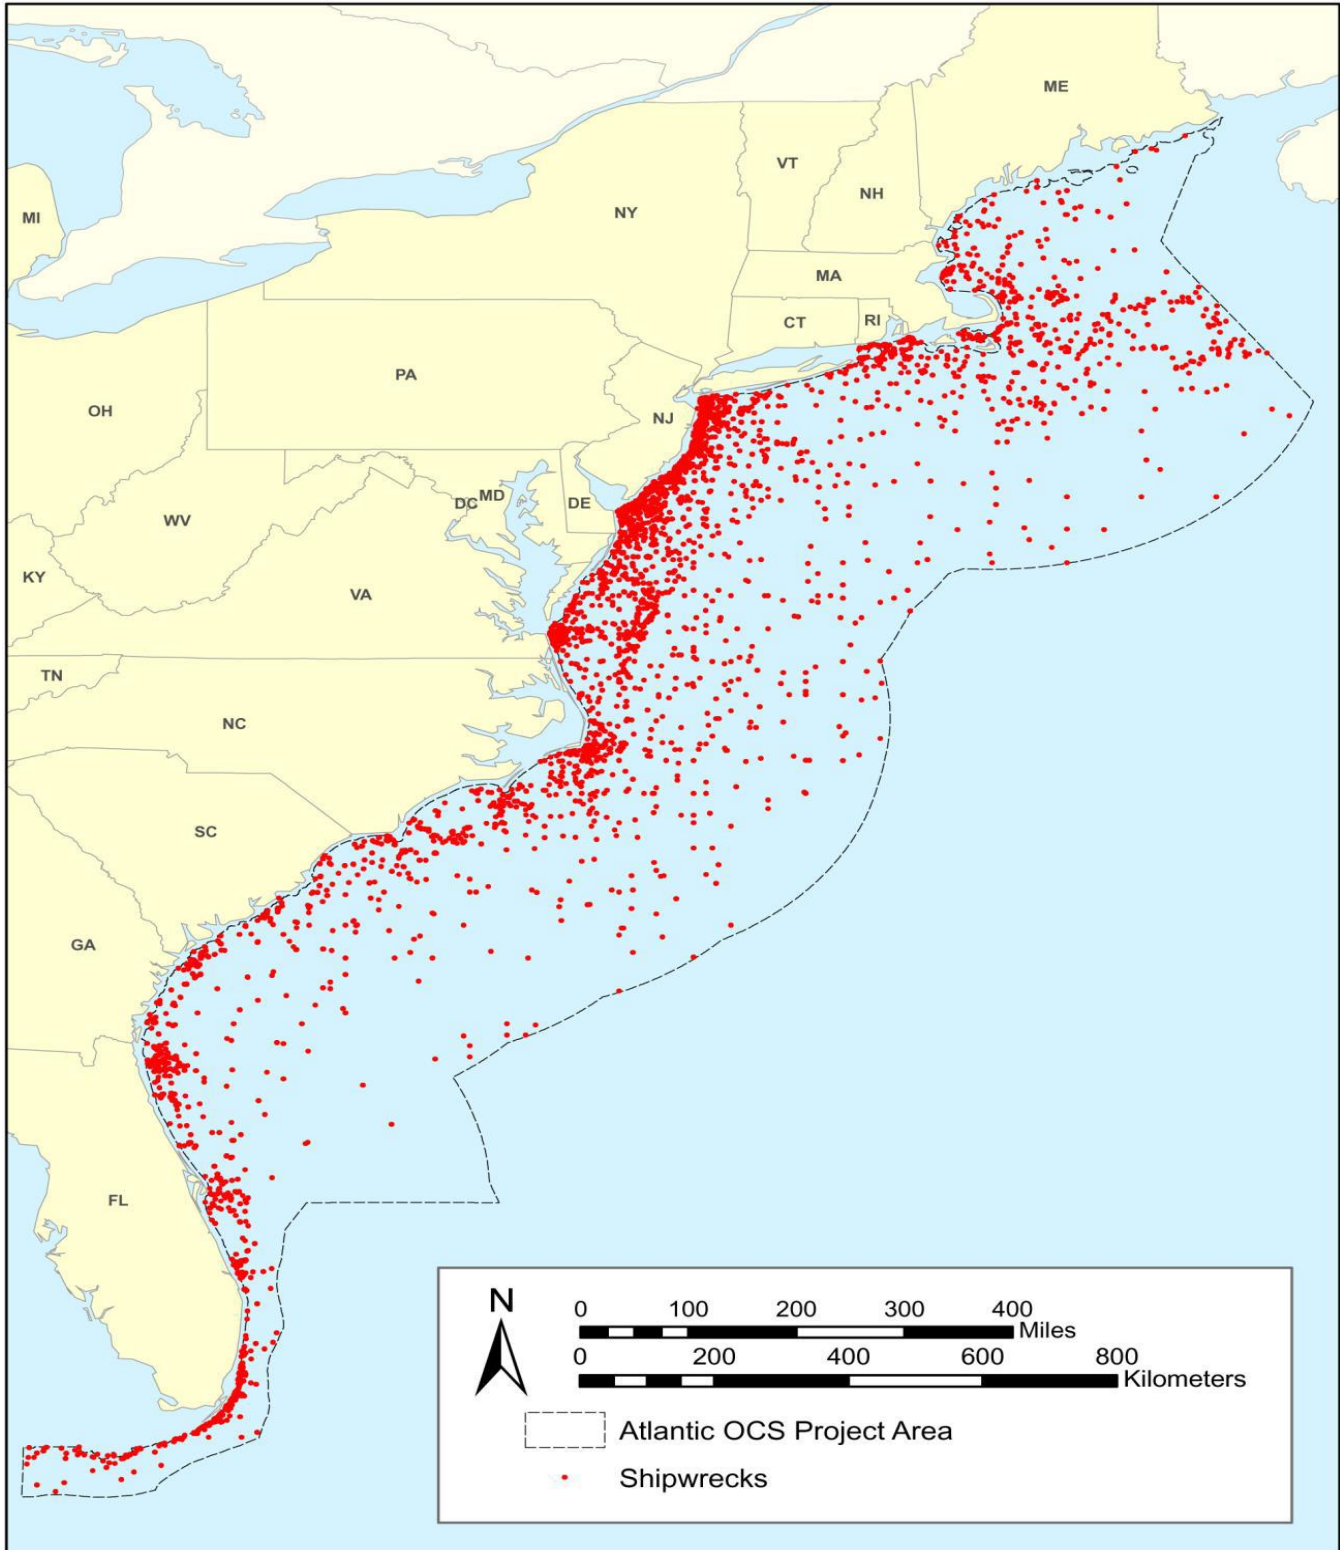 ME
VT
NH
MI
NY
MA
CT
RI
PA
OH
NJ
MD
DC
DE
WV
KY
VA
TN
NC
SC
GA
FL
N
0 100 200 300 400
Miles
0 200 400 600 800
Kilometers
Atlantic OCS Project Area
Shipwrecks